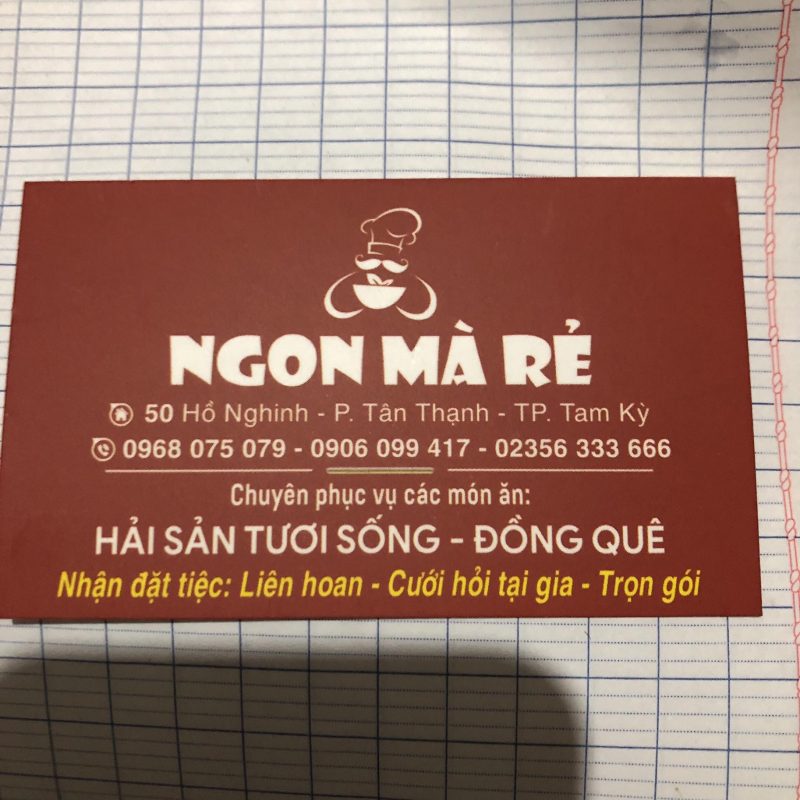 NGON MÀ RẺ
50 Hồ Nghinh - P. Tân Thạnh - TP. Tam Kỳ
0968 075 079 - 0906 099 417 - 02356 333 666
Chuyên phục vụ các món ăn:
HẢI SẢN TƯƠI SỐNG - ĐỒNG QUÊ
Nhận đặt tiệc: Liên hoan - Cưới hỏi tại gia - Trọn gói